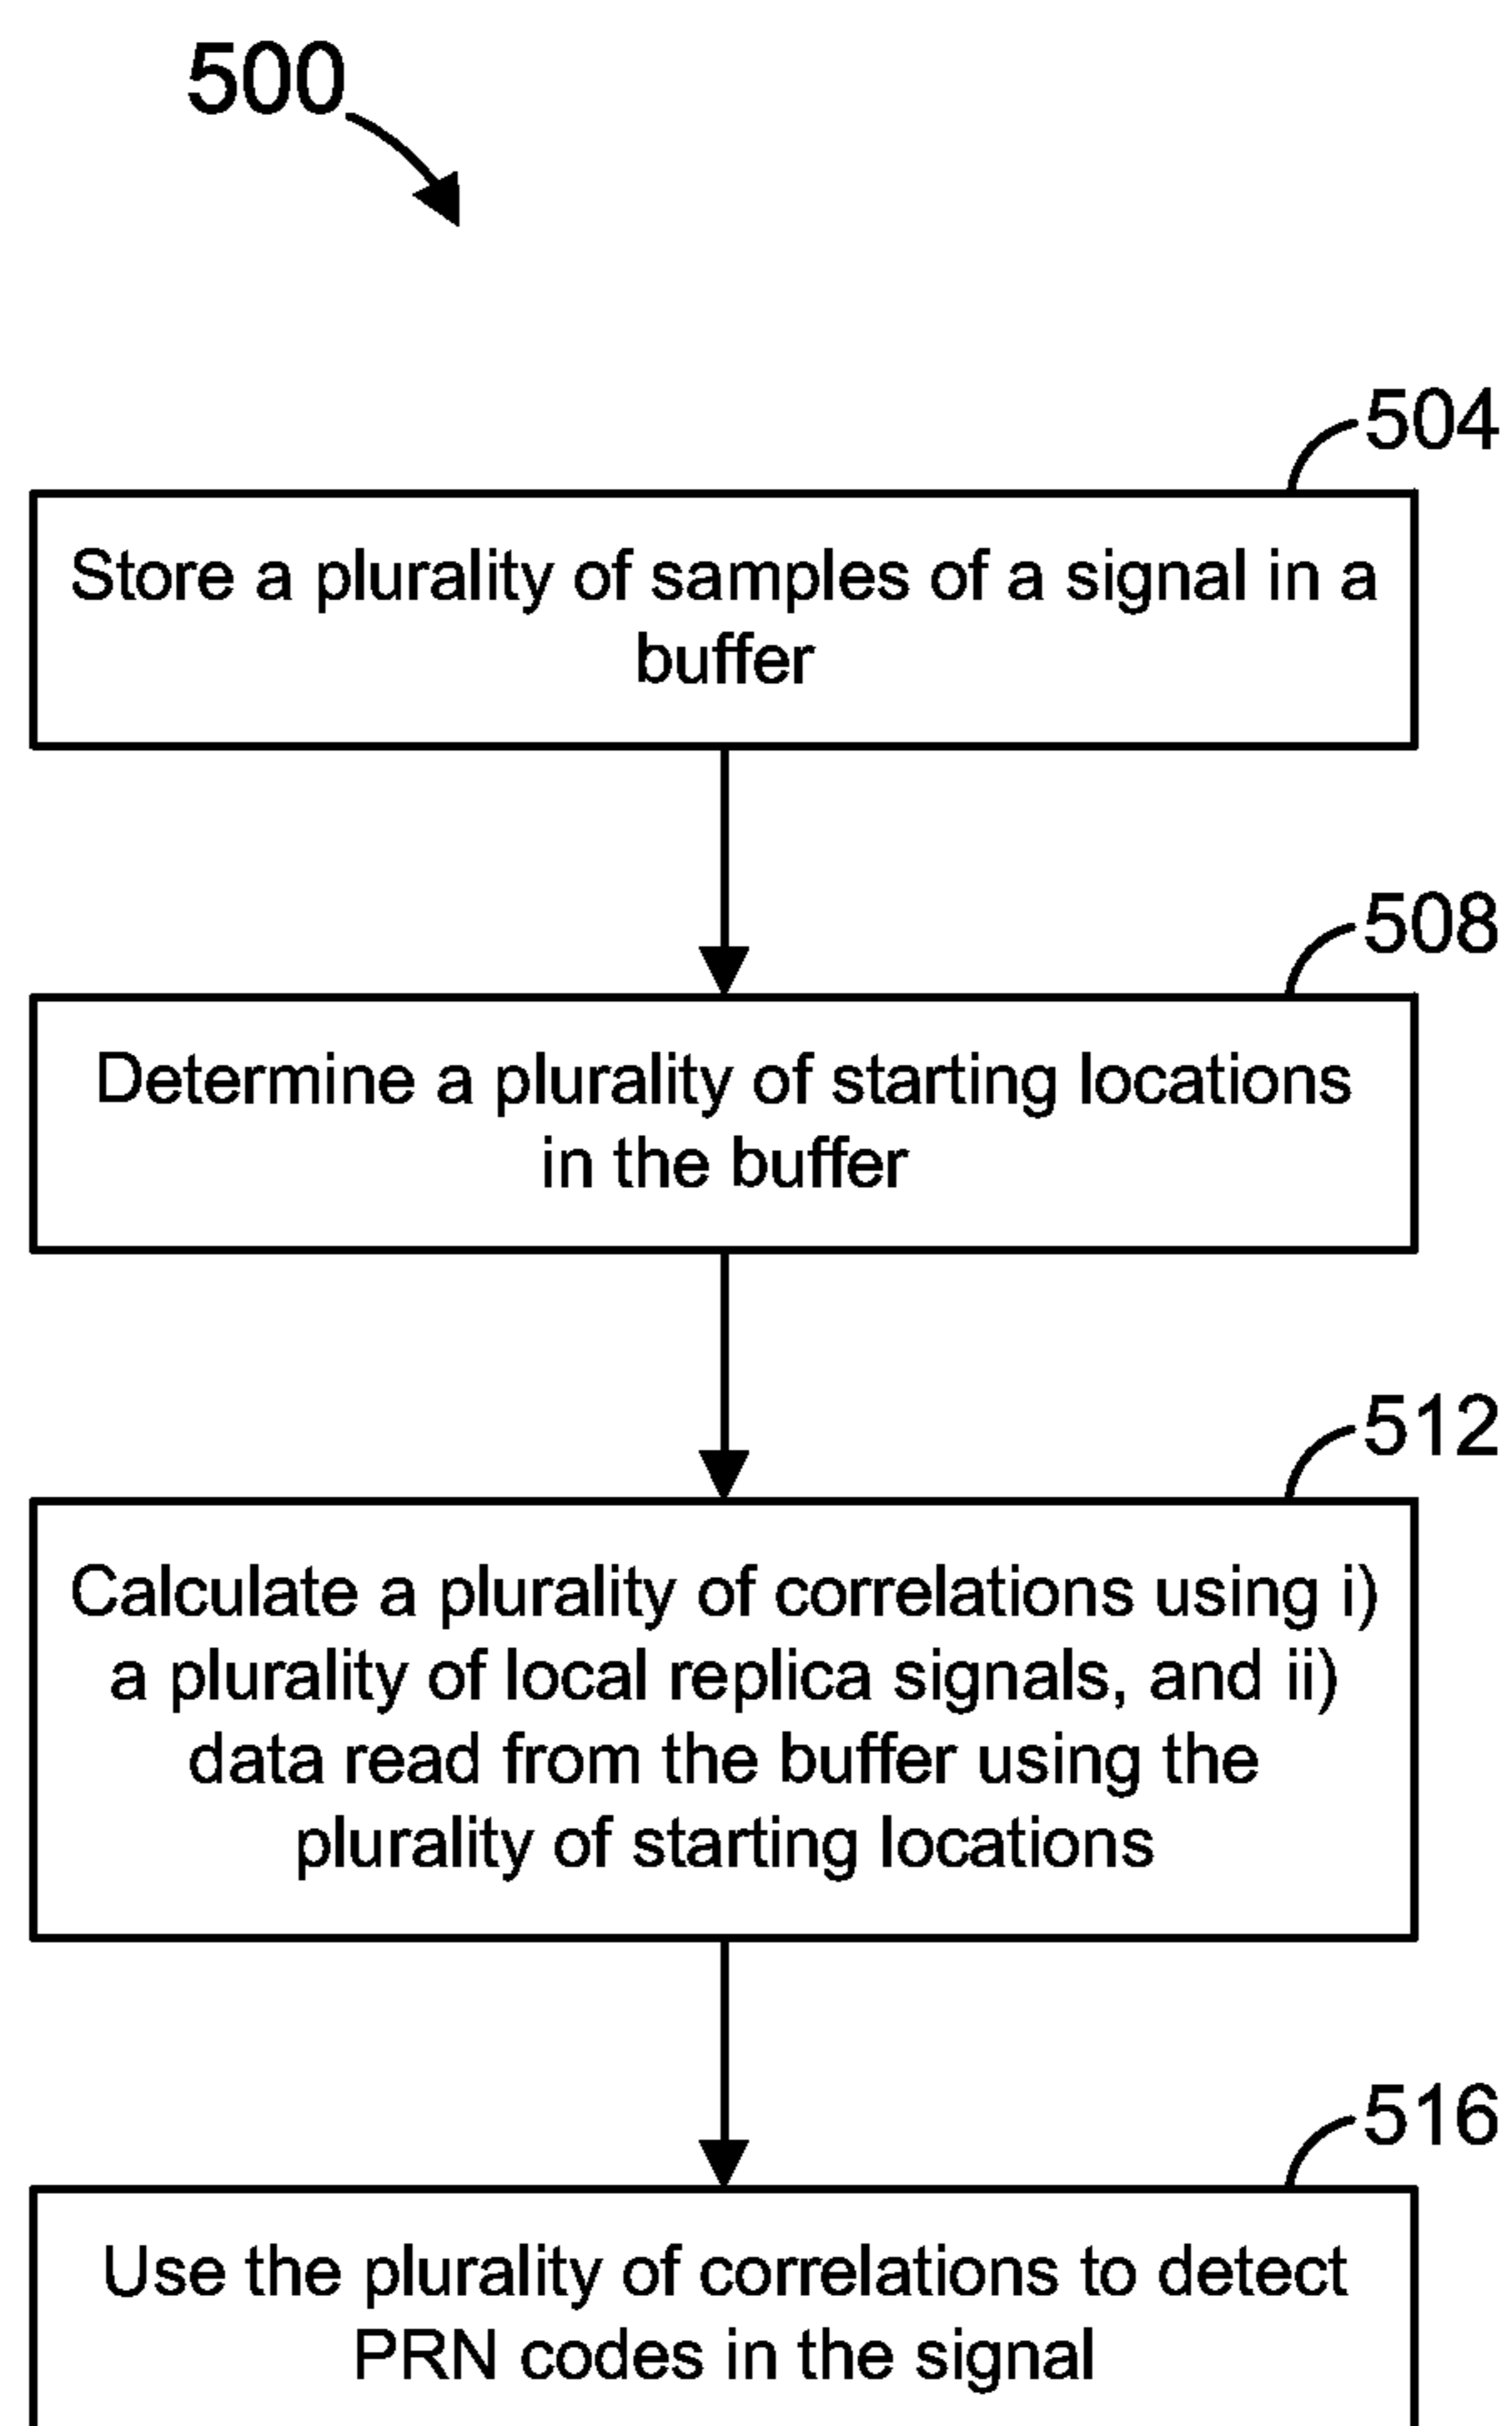 500
504
Store a plurality of samples of a signal in a
buffer
508
Determine a plurality of starting locations
in the buffer
512
Calculate a plurality of correlations using i)
a plurality of local replica signals, and ii)
data read from the buffer using the
plurality of starting locations
516
Use the plurality of correlations to detect
PRN codes in the signal